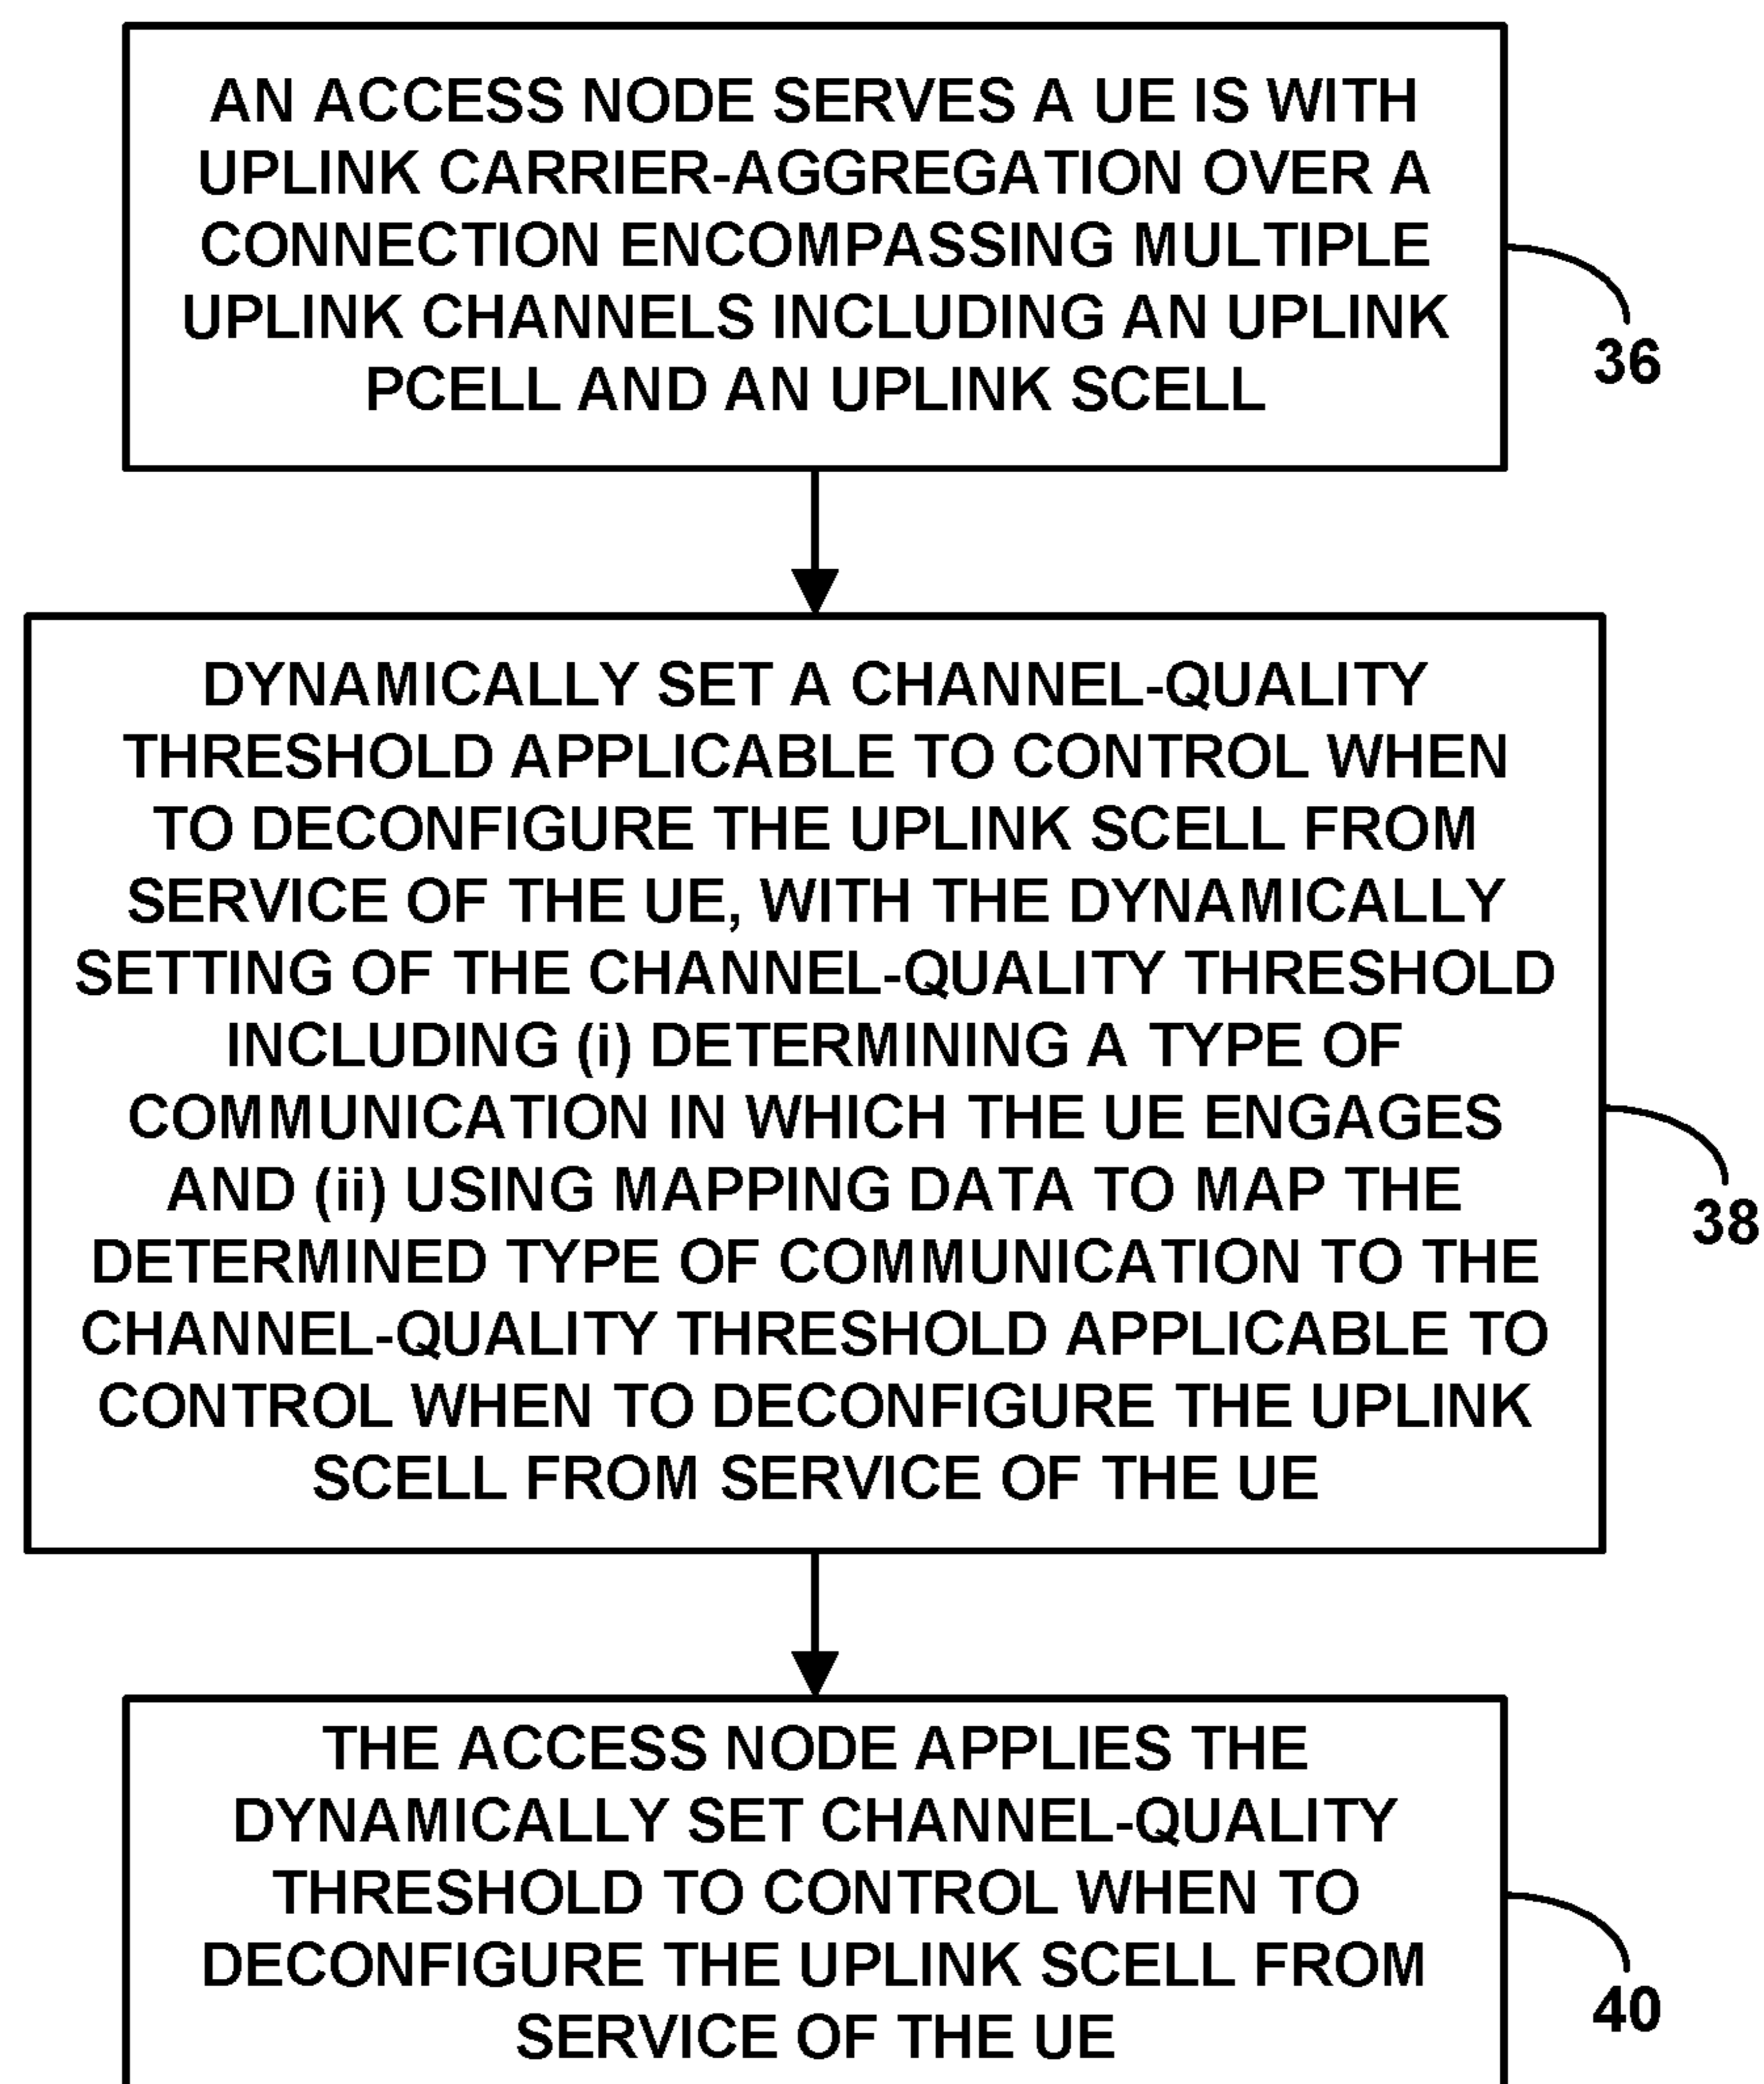 AN ACCESS NODE SERVES A UE IS WITH
UPLINK CARRIER-AGGREGATION OVER A
CONNECTION ENCOMPASSING MULTIPLE
UPLINK CHANNELS INCLUDING AN UPLINK
PCELL AND AN UPLINK SCELL
36
DYNAMICALLY SET A CHANNEL-QUALITY
THRESHOLD APPLICABLE TO CONTROL WHEN
TO DECONFIGURE THE UPLINK SCELL FROM
SERVICE OF THE UE, WITH THE DYNAMICALLY
SETTING OF THE CHANNEL-QUALITY THRESHOLD
INCLUDING (i) DETERMINING A TYPE OF
COMMUNICATION IN WHICH THE UE ENGAGES
AND (ii) USING MAPPING DATA TO MAP THE
DETERMINED TYPE OF COMMUNICATION TO THE
CHANNEL-QUALITY THRESHOLD APPLICABLE TO
CONTROL WHEN TO DECONFIGURE THE UPLINK
SCELL FROM SERVICE OF THE UE
38
THE ACCESS NODE APPLIES THE
DYNAMICALLY SET CHANNEL-QUALITY
THRESHOLD TO CONTROL WHEN TO
DECONFIGURE THE UPLINK SCELL FROM
SERVICE OF THE UE
40